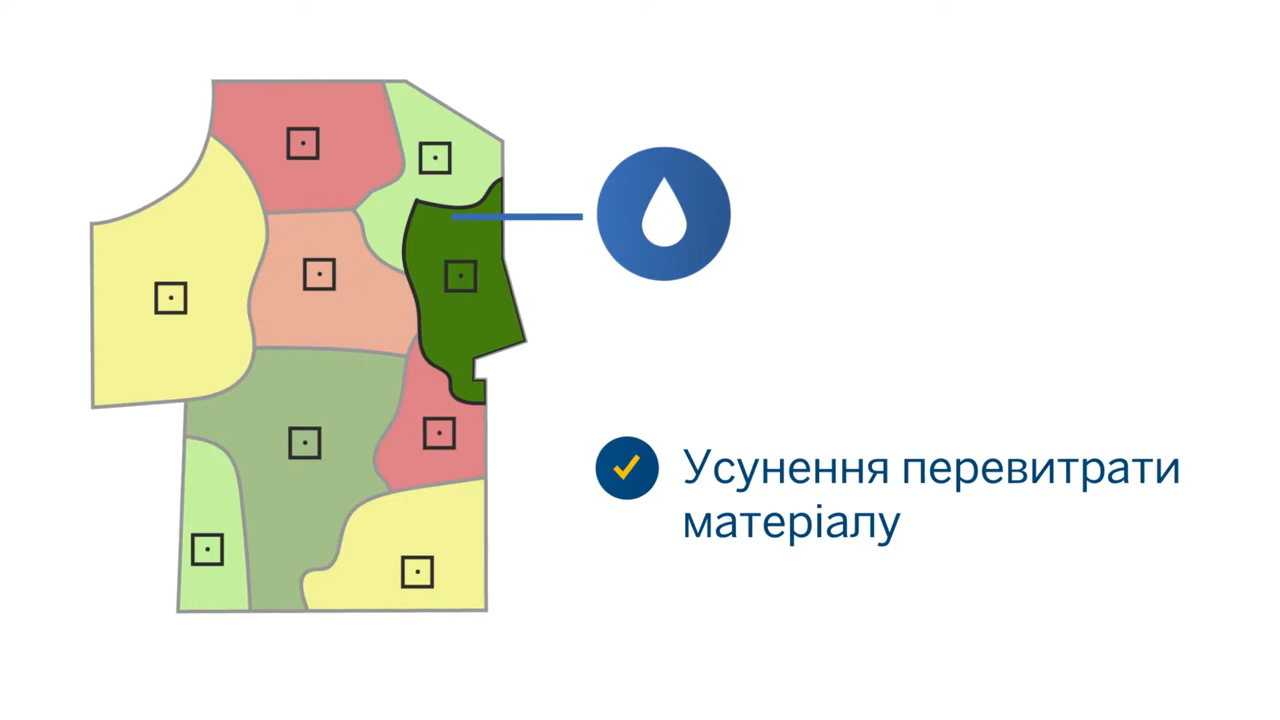 Усунення перевитрати
матеріалу